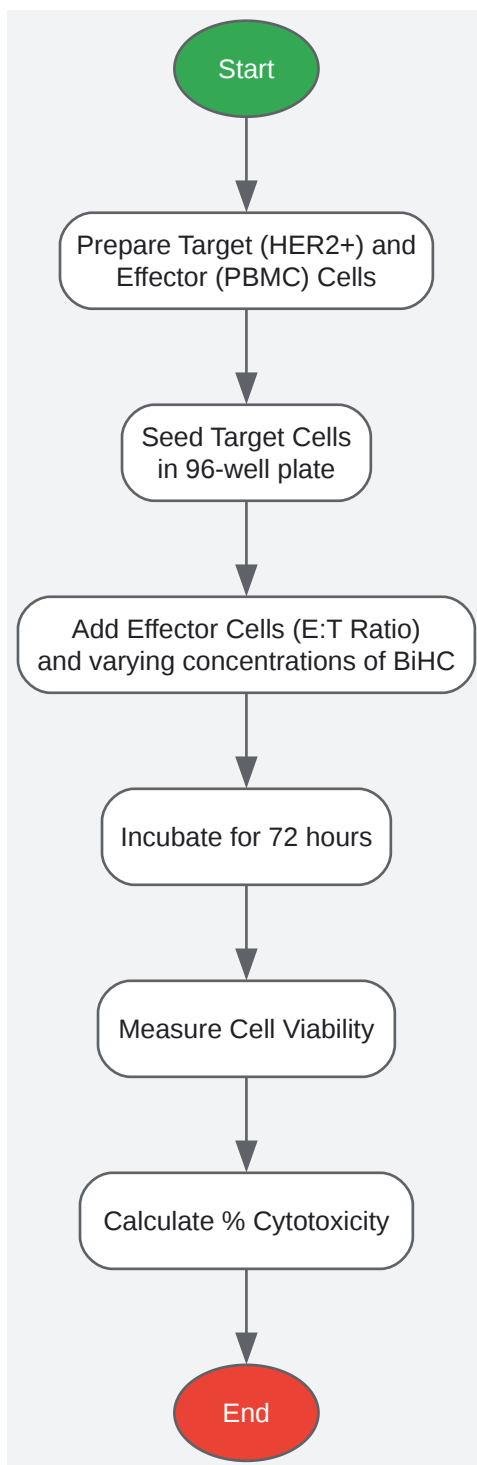 Start
Prepare Target (HER2+) and
Effector (PBMC) Cells
Seed Target Cells
in 96-well plate
Add Effector Cells (E:T Ratio)
and varying concentrations of BiHC
Incubate for 72 hours
Measure Cell Viability
Calculate % Cytotoxicity
End